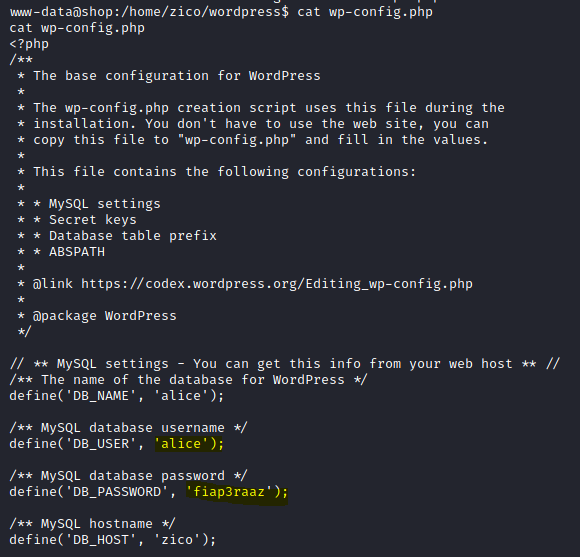 www-data@shop:/home/zico/wordpress$ cat wp-config.php
cat wp-config.php
<?php
/**
 * The base configuration for WordPress
 *
 * The wp-config.php creation script uses this file during the
 * installation. You don't have to use the web site, you can
 * copy this file to "wp-config.php" and fill in the values.
 *
 * This file contains the following configurations:
 *
 * * MySQL settings
 * * Secret keys
 * * Database table prefix
 * * ABSPATH
 *
 * @link https://codex.wordpress.org/Editing_wp-config.php
 *
 * @package WordPress
 */

// ** MySQL settings - You can get this info from your web host ** //
/** The name of the database for WordPress */
define('DB_NAME', 'alice');

/** MySQL database username */
define('DB_USER', 'alice');

/** MySQL database password */
define('DB_PASSWORD', 'fiap3raaz');

/** MySQL hostname */
define('DB_HOST', 'zico');